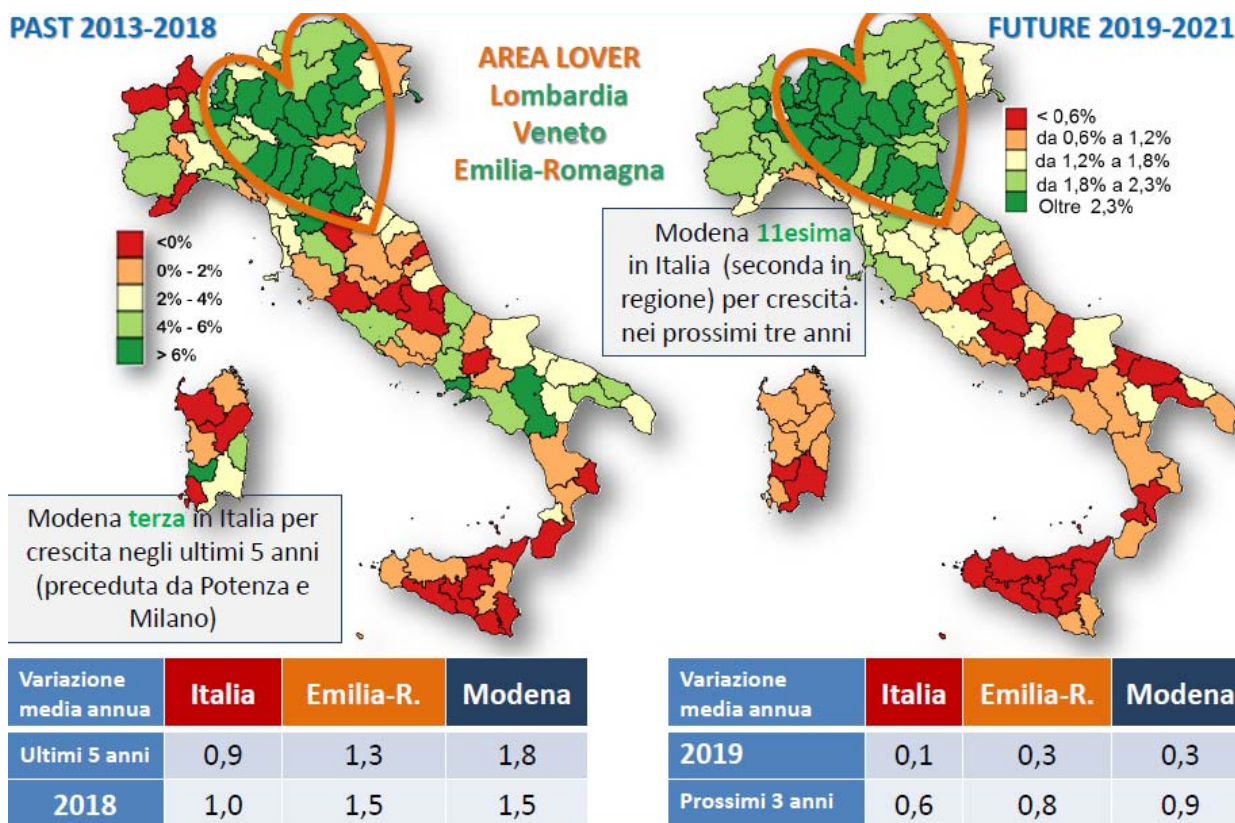 PAST 2013-2018
FUTURE 2019-2021
AREA LOVER
Lombardia
Veneto
Emilia-Romagna
< 0,6%
da 0,6% a 1,2%
da 1,2% a 1,8%
da 1,8% a 2,3%
Oltre 2,3%
<0%
0% - 2%
2% - 4%
4% - 6%
> 6%
Modena 11esima
in Italia (seconda in
regione) per crescita
nei prossimi tre anni
Modena terza in Italia per
crescita negli ultimi 5 anni
(preceduta da Potenza e
Milano)
Variazione
media annua
Italia
Emilia-R.
Modena
Ultimi 5 anni
0,9
1,3
1,8
2018
1,0
1,5
1,5
Variazione
media annua
Italia
Emilia-R.
Modena
2019
0,1
0,3
0,3
Prossimi 3 anni
0,6
0,8
0,9